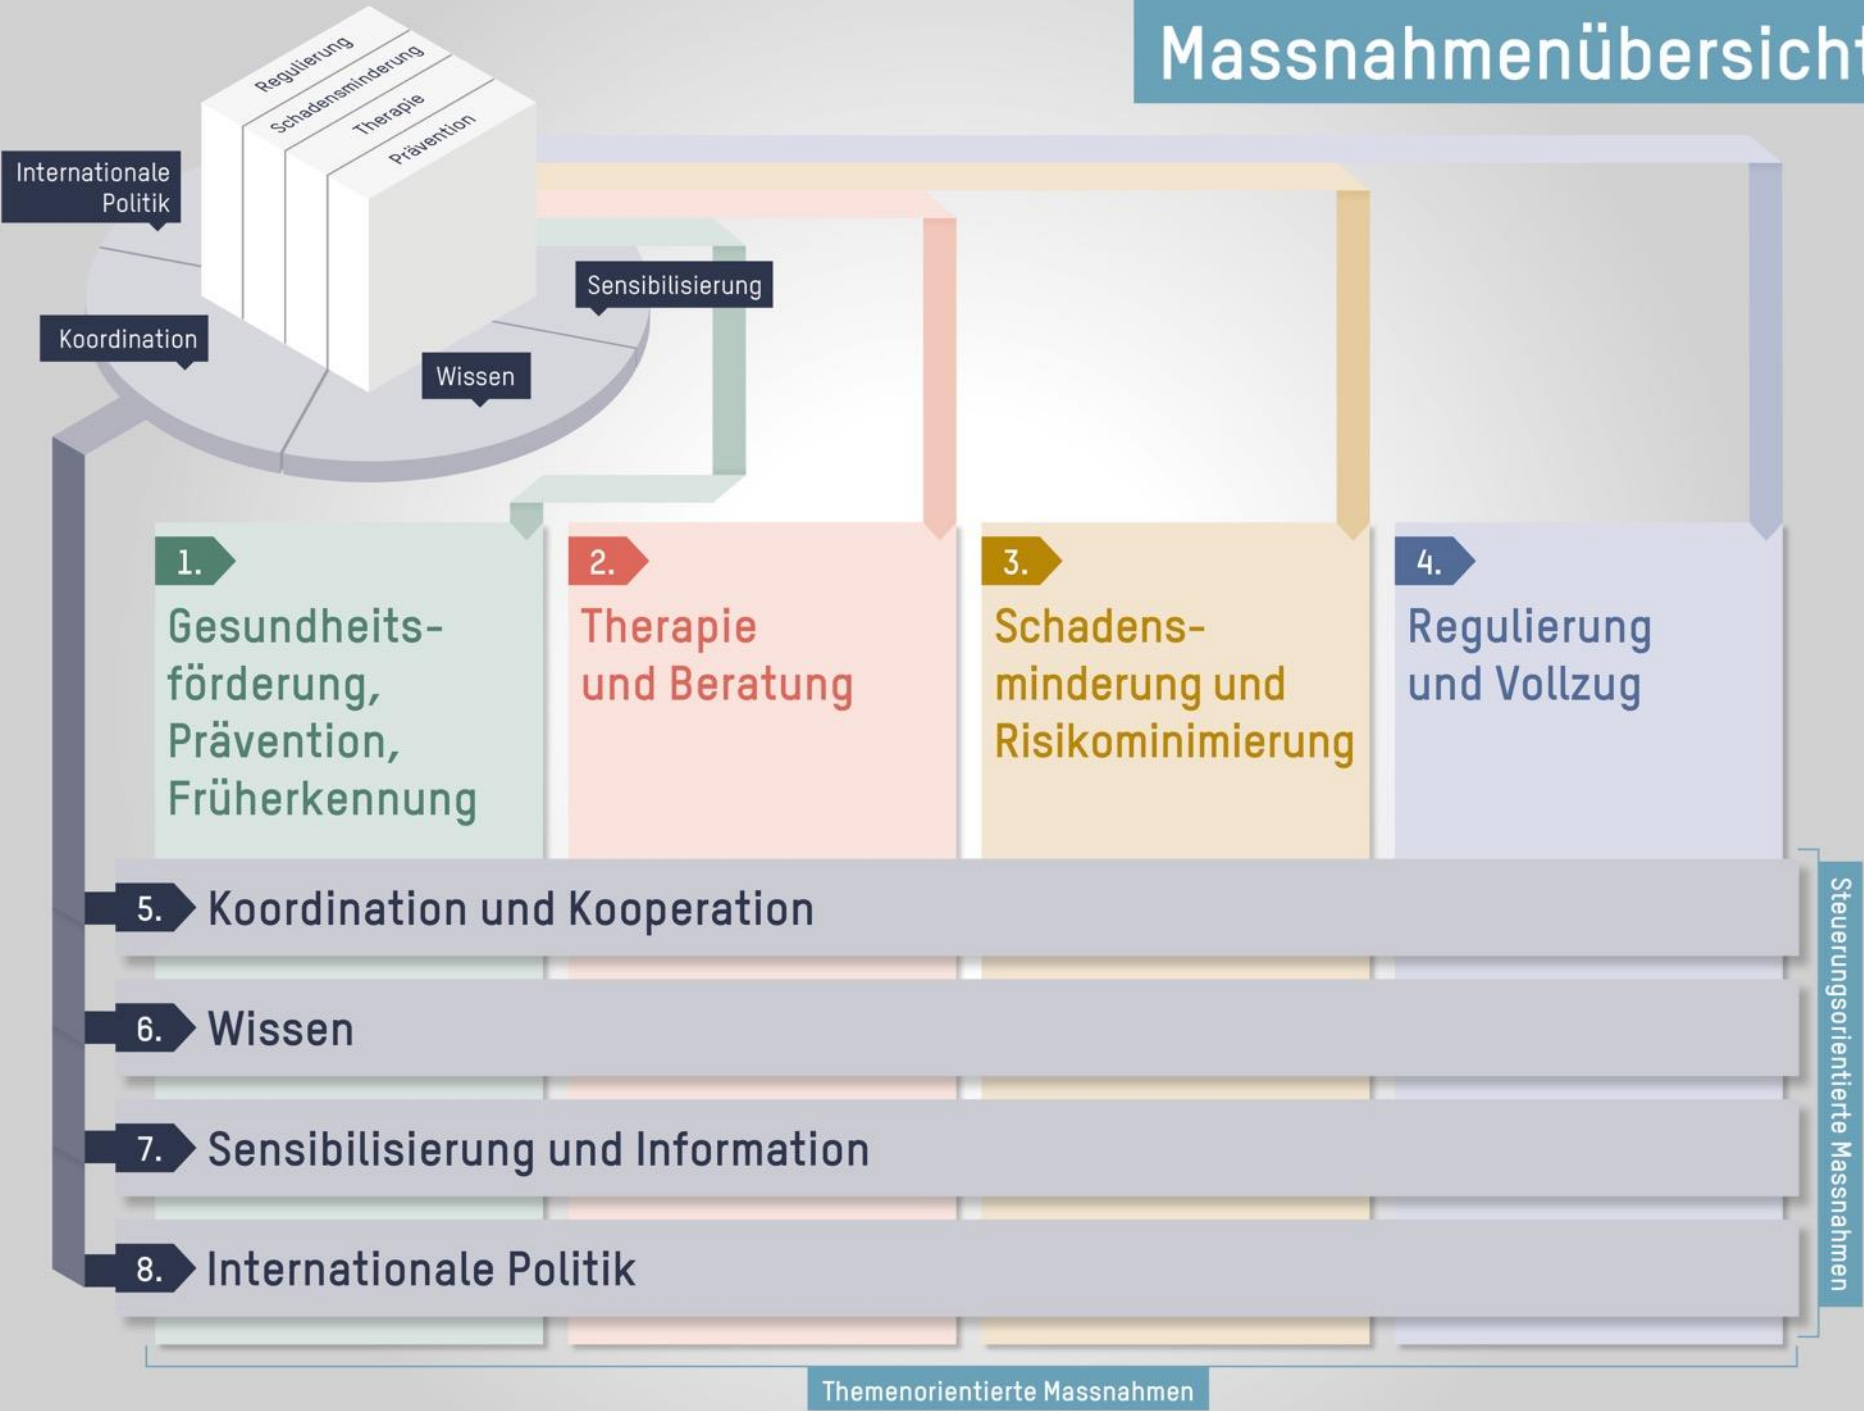 Massnahmenübersicht
Regulierung
Schadensminderung
Therapie
Prävention
Internationale
Politik
Sensibilisierung
Koordination
Wissen
1.
Gesundheits-
förderung,
Prävention,
Früherkennung
2.
Therapie
und Beratung
3.
Schadens-
minderung und
Risikominimierung
4.
Regulierung
und Vollzug
5. Koordination und Kooperation
6. Wissen
7. Sensibilisierung und Information
8. Internationale Politik
Steuerungsorientierte Massnahmen
Themenorientierte Massnahmen